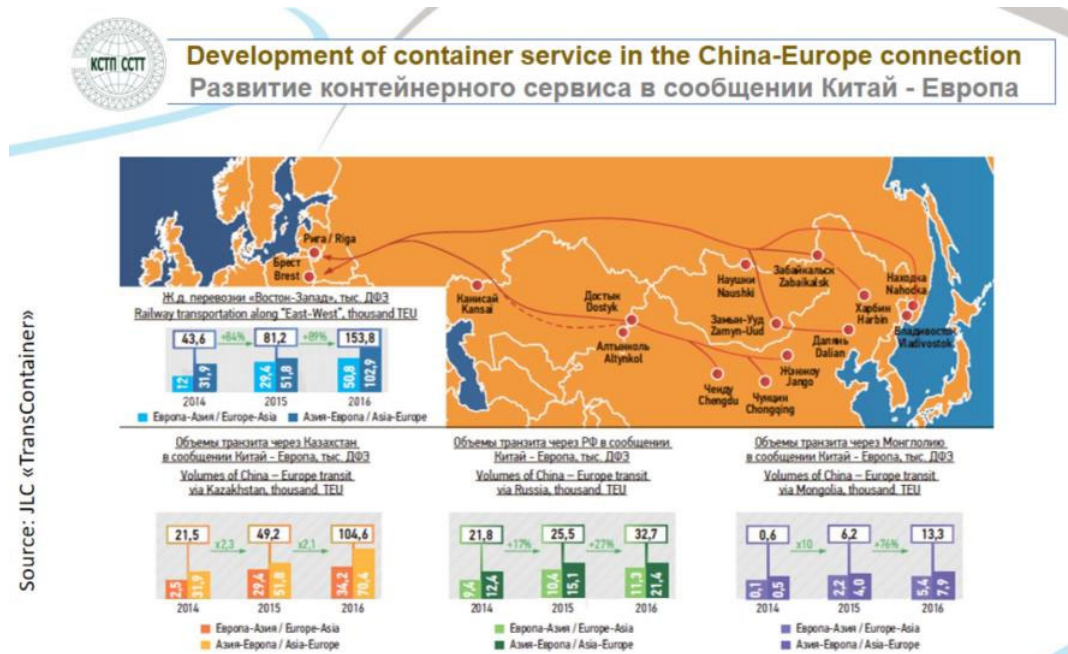 КСТП ССТТ
Development of container service in the China-Europe connection
Развитие контейнерного сервиса в сообщении Китай - Европа
Source: JLC «TransContainer»
Рига / Riga
Брест
Brest
Канисай
Kansai
Достык
Dostyk
Алтынколь
Altynkol
Наушки
Naushki
Забайкальск
Zabaikalsk
Находка
Nahodka
Харбин
Harbin
Владивосток
Vladivostok
Замын-Ууд
Zamyn-Uud
Далянь
Dalian
Жэнжоу
Jango
Ченду
Chengdu
Чунцин
Chongqing
Ж.д. перевозки «Восток-Запад», тыс. ДФЭ
Railway transportation along "East-West", thousand TEU
43,6 +84% 81,2 +89% 153,8
12 31,9 29,4 51,8 50,8 102,9
2014 2015 2016
Европа-Азия / Europe-Asia Азия-Европа / Asia-Europe
Объемы транзита через Казахстан
в сообщении Китай - Европа, тыс. ДФЭ
Volumes of China – Europe transit
via Kazakhstan, thousand TEU
21,5 x2,3 49,2 x2,1 104,6
2,5 31,9 29,4 51,8 34,2 70,4
2014 2015 2016
Европа-Азия / Europe-Asia
Азия-Европа / Asia-Europe
Объемы транзита через РФ в сообщении
Китай - Европа, тыс. ДФЭ
Volumes of China – Europe transit
via Russia, thousand TEU
21,8 +17% 25,5 +27% 32,7
9,4 12,4 10,4 15,1 11,3 21,4
2014 2015 2016
Европа-Азия / Europe-Asia
Азия-Европа / Asia-Europe
Объемы транзита через Монглолию в
сообщении Китай - Европа, тыс. ДФЭ
Volumes of China – Europe transit
via Mongolia, thousand TEU
0,6 x10 6,2 +76% 13,3
0,1 0,5 2,2 4,0 5,4 7,9
2014 2015 2016
Европа-Азия / Europe-Asia
Азия-Европа / Asia-Europe